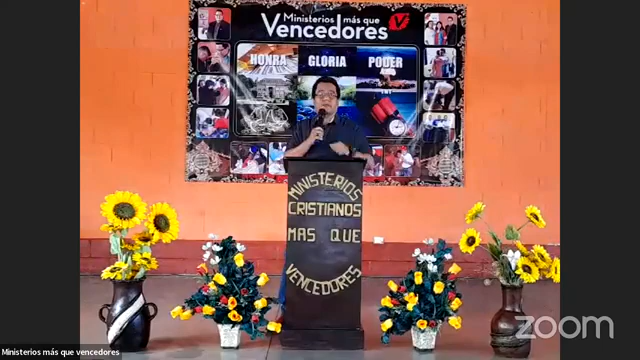 Ministerios más que
Vencedores
HONRA
GLORIA
PODER
MINISTERIOS
CRISTIANOS
MAS QUE
VENCEDORES
zoom
Ministerios más que vencedores